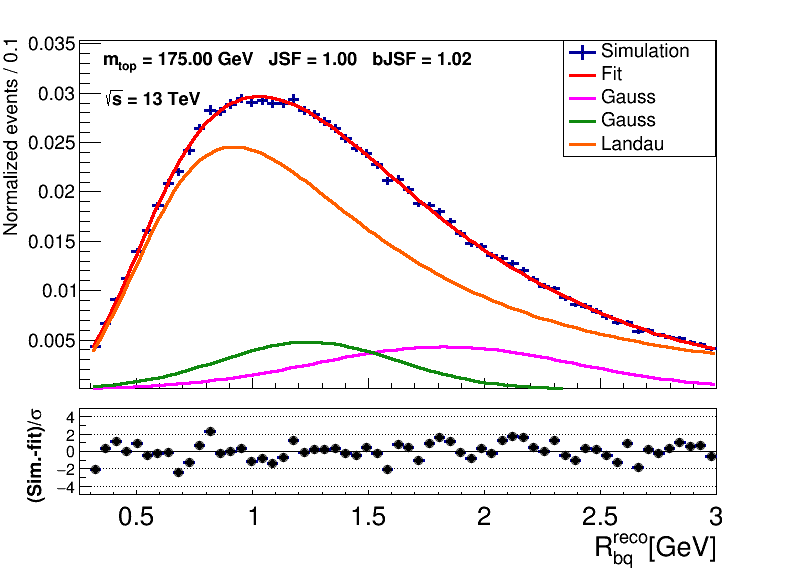 Normalized events / 0.1
0.035
0.03
0.025
0.02
0.015
0.01
0.005
m_top = 175.00 GeV JSF = 1.00 bJSF = 1.02
√s = 13 TeV
Simulation
Fit
Gauss
Gauss
Landau
(Sim.-fit)/σ
4
2
0
−2
−4
0.5 1 1.5 2 2.5 3
R_bq^reco[GeV]